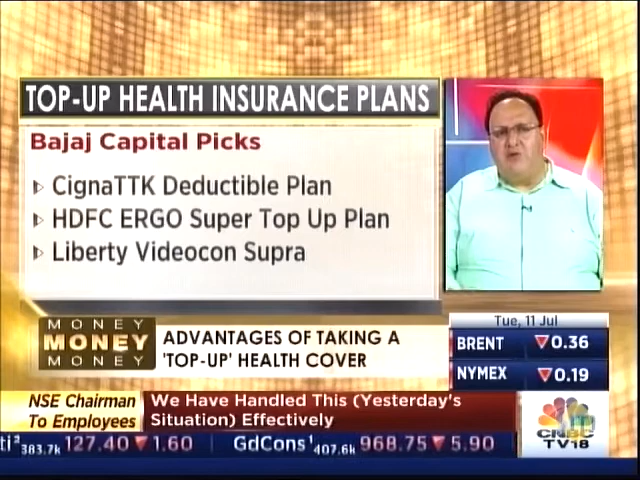 TOP-UP HEALTH INSURANCE PLANS
Bajaj Capital Picks
CignaTTK Deductible Plan
HDFC ERGO Super Top Up Plan
Liberty Videocon Supra
MONEY
MONEY
MONEY
ADVANTAGES OF TAKING A
'TOP-UP' HEALTH COVER
Tue, 11 Jul
BRENT ▼0.36
NYMEX ▼0.19
NSE Chairman
To Employees
We Have Handled This (Yesterday's
Situation) Effectively
CNBC
TV18
ti² 383.7k 127.40 ▼ 1.60 GdCons¹ 407.6k 968.75 ▼ 5.90